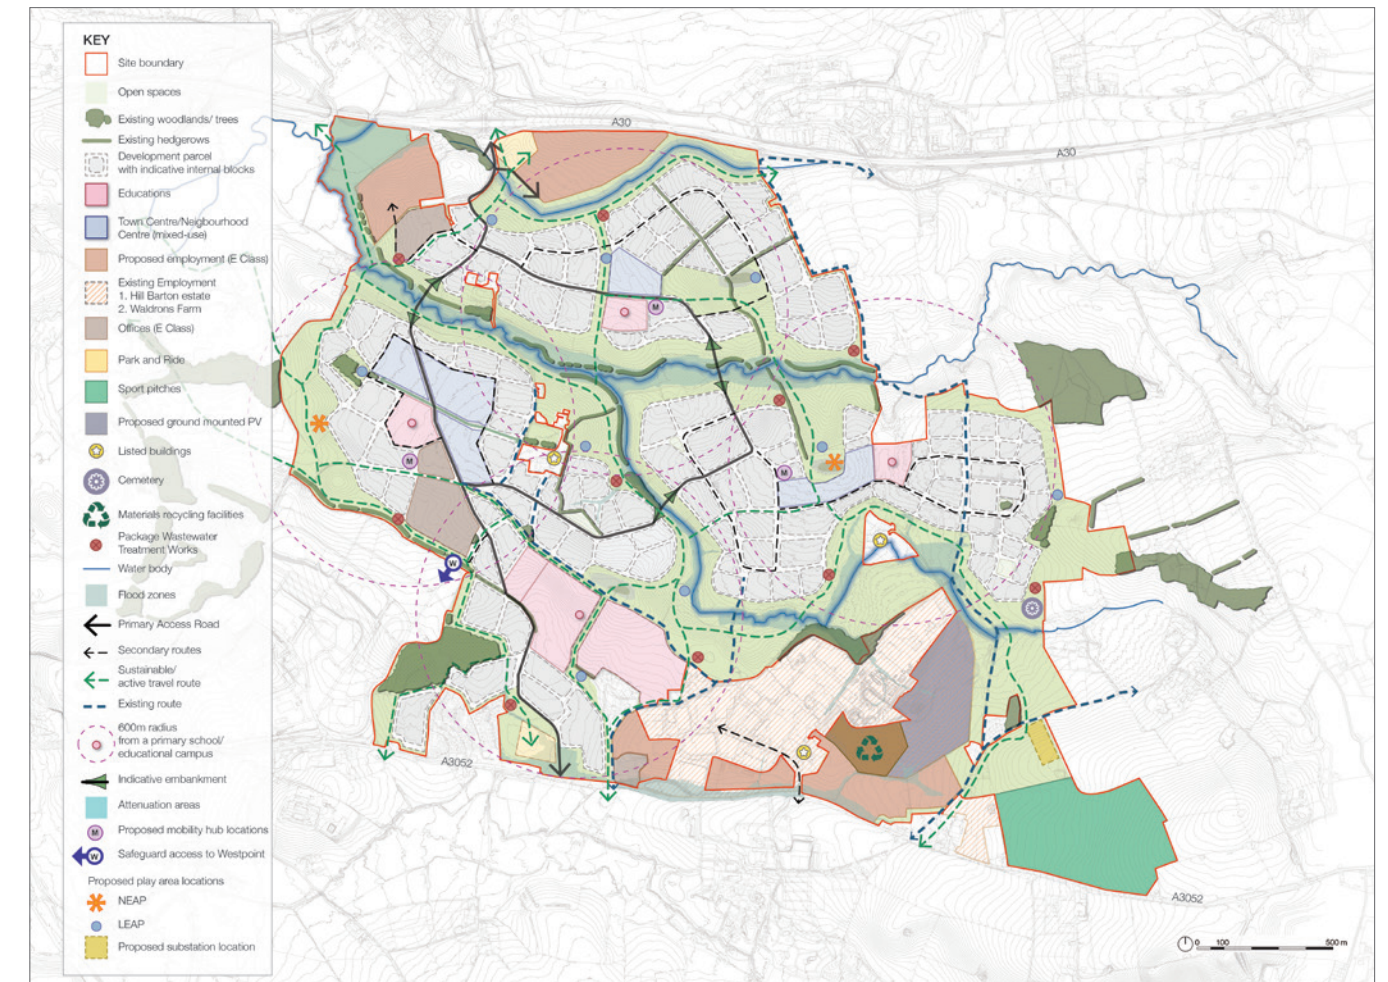 KEY
Site boundary
Open spaces
Existing woodlands/ trees
Existing hedgerows
Development parcel
with indicative internal blocks
Educations
Town Centre/Neigbourhood
Centre (mixed-use)
Proposed employment (E Class)
Existing Employment
1. Hill Barton estate
2. Waldrons Farm
Offices (E Class)
Park and Ride
Sport pitches
Proposed ground mounted PV
Listed buildings
Cemetery
Materials recycling facilities
Package Wastewater
Treatment Works
Water body
Flood zones
Primary Access Road
Secondary routes
Sustainable/
active travel route
Existing route
600m radius
from a primary school/
educational campus
Indicative embankment
Attenuation areas
M
Proposed mobility hub locations
W
Safeguard access to Westpoint
Proposed play area locations
NEAP
LEAP
Proposed substation location
A30
A30
M
M
M
W
A3052
A3052
0 100 500 m